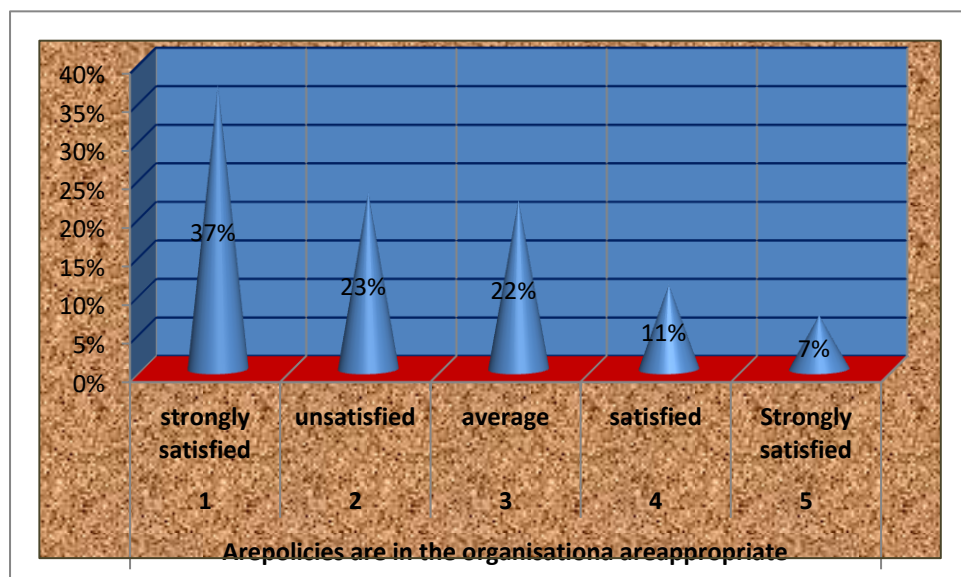 40%
35%
30%
25%
20%
15%
10%
5%
0%
37%
23%
22%
11%
7%
strongly
satisfied
unsatisfied
average
satisfied
Strongly
satisfied
1 2 3 4 5
Arepolicies are in the organisationa areappropriate